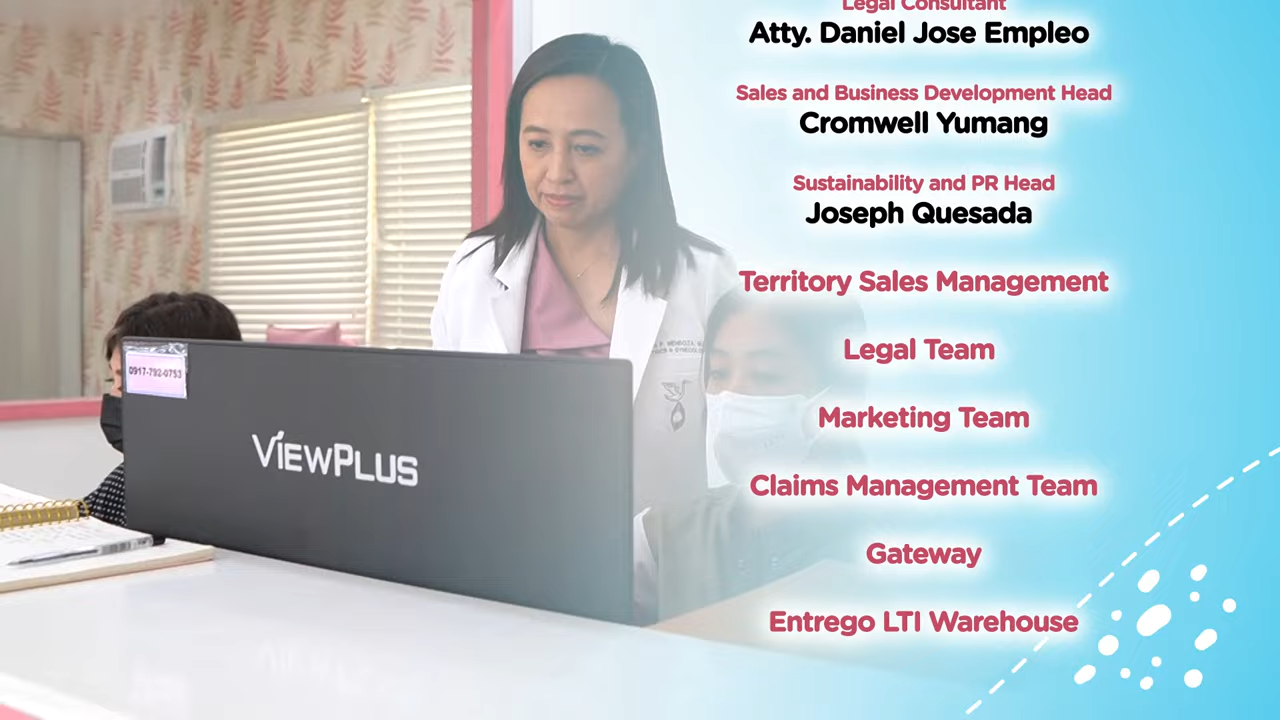 Legal Consultant
Atty. Daniel Jose Empleo
Sales and Business Development Head
Cromwell Yumang
Sustainability and PR Head
Joseph Quesada
Territory Sales Management
Legal Team
Marketing Team
Claims Management Team
Gateway
Entrego LTI Warehouse
0917-792-0753
VIEWPLUS
MENDOZA,